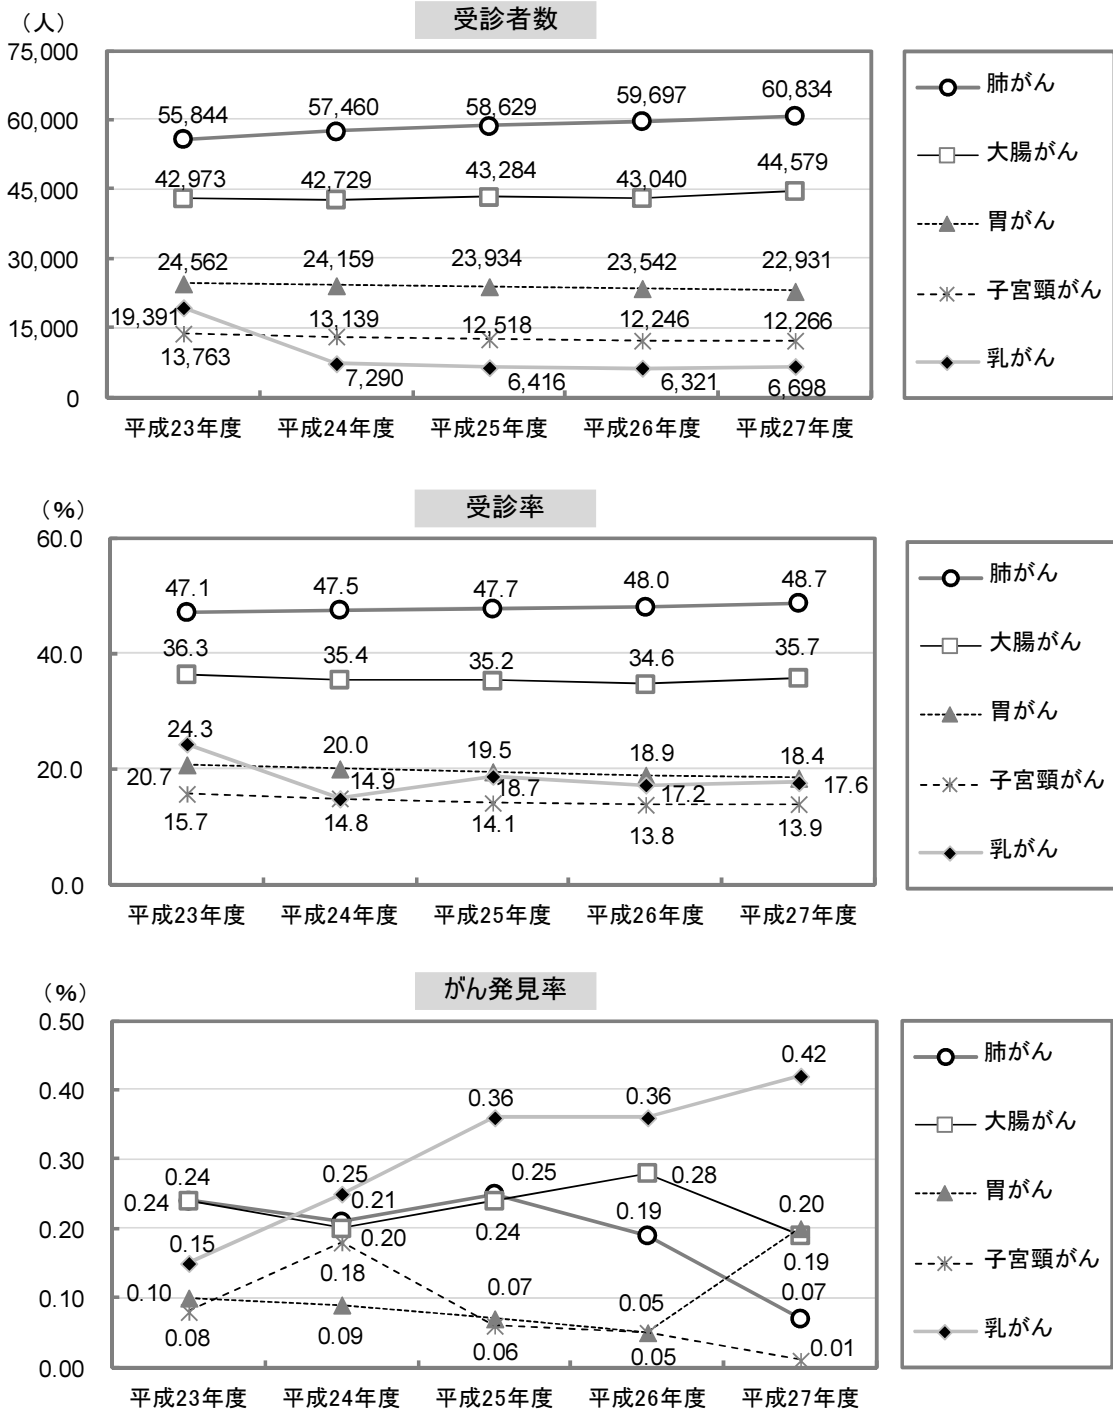 受診者数
（人）
75,000
60,000
45,000
30,000
15,000
0
55,844 57,460 58,629 59,697 60,834
42,973 42,729 43,284 43,040 44,579
24,562 24,159 23,934 23,542 22,931
19,391 13,139 12,518 12,246 12,266
13,763 7,290 6,416 6,321 6,698
平成23年度 平成24年度 平成25年度 平成26年度 平成27年度
肺がん
大腸がん
胃がん
子宮頸がん
乳がん
受診率
（%）
60.0
40.0
20.0
0.0
47.1 47.5 47.7 48.0 48.7
36.3 35.4 35.2 34.6 35.7
24.3 20.0 19.5 18.9 18.4
20.7 14.9 18.7 17.2 17.6
15.7 14.8 14.1 13.8 13.9
平成23年度 平成24年度 平成25年度 平成26年度 平成27年度
肺がん
大腸がん
胃がん
子宮頸がん
乳がん
がん発見率
（%）
0.50
0.40
0.30
0.20
0.10
0.00
0.36 0.36 0.42
0.24 0.25 0.25 0.28
0.24 0.21 0.19 0.20
0.15 0.20 0.24 0.19
0.10 0.18 0.07 0.05 0.07
0.08 0.09 0.06 0.05 0.01
平成23年度 平成24年度 平成25年度 平成26年度 平成27年度
肺がん
大腸がん
胃がん
子宮頸がん
乳がん